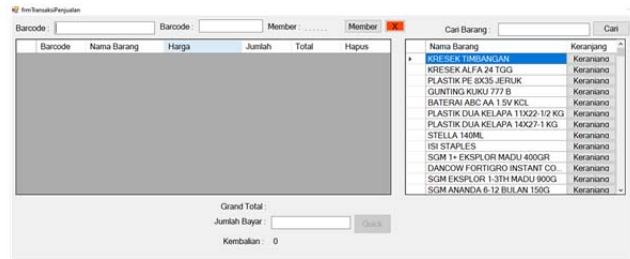 frmTransaksiPenjualan
Barcode : Barcode : Member : ...... Member X Cari Barang : Cari
Barcode Nama Barang Harga Jumlah Total Hapus
Nama Barang Keranjang
KRESEK TIMBANGAN Keranjang
KRESEK ALFA 24 TGG Keranjang
PLASTIK PE 8X35 JERUK Keranjang
GUNTING KUKU 777 B Keranjang
BATERAI ABC AA 1.5V KCL Keranjang
PLASTIK DUA KELAPA 11X22-1/2 KG Keranjang
PLASTIK DUA KELAPA 14X27-1 KG Keranjang
STELLA 140ML Keranjang
ISI STAPLES Keranjang
SGM 1+ EKSPLOR MADU 400GR Keranjang
DANCOW FORTIGRO INSTANT CO... Keranjang
SGM EKSPLOR 1-3TH MADU 900G Keranjang
SGM ANANDA 6-12 BULAN 150G Keranjang
Grand Total :
Jumlah Bayar : Quick
Kembalian : 0